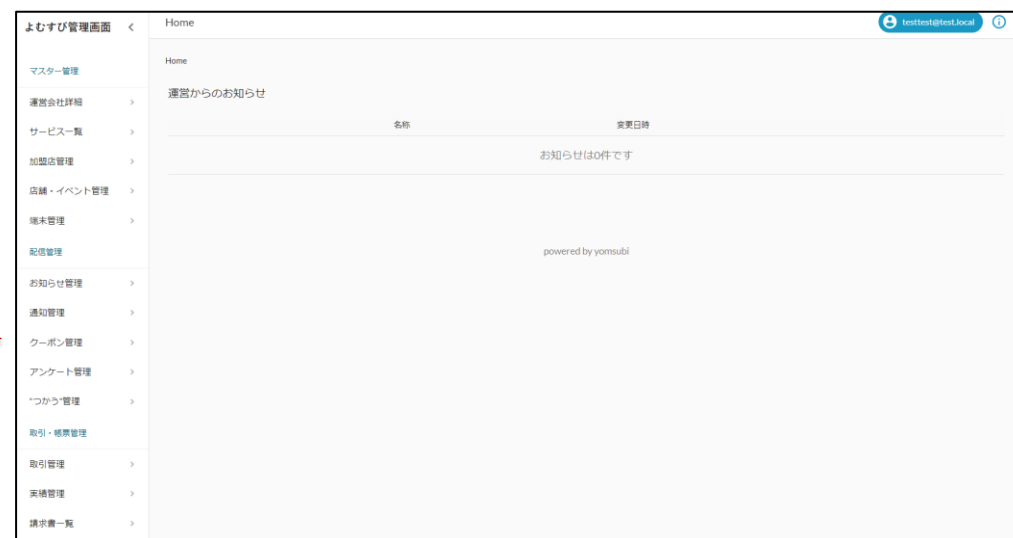 よむすび管理画面
Home
testtest@test.local
マスター管理
Home
運営会社詳細
運営からのお知らせ
サービス一覧
名称 変更日時
加盟店管理
お知らせは0件です
店舗・イベント管理
端末管理
配信管理
powered by yomsubi
お知らせ管理
通知管理
クーポン管理
アンケート管理
"つかう"管理
取引・帳票管理
取引管理
実績管理
請求書一覧